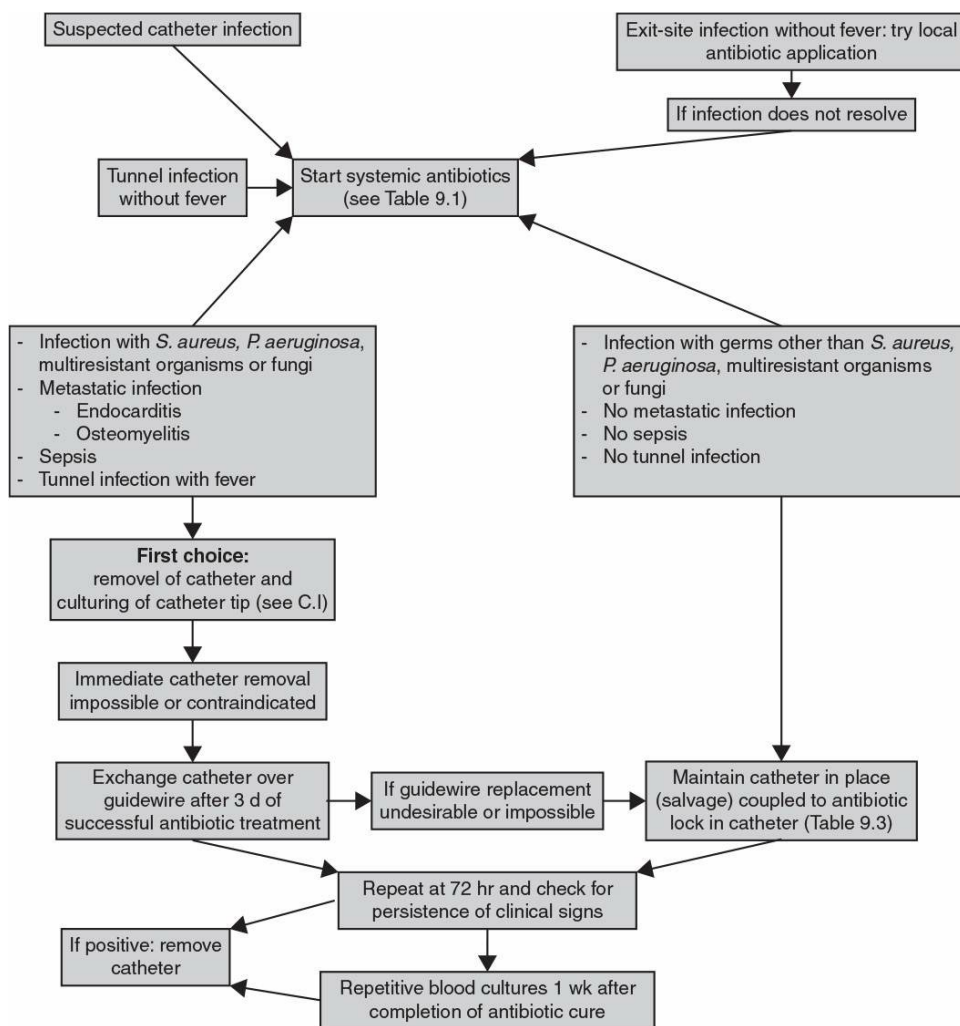 Suspected catheter infection
Exit-site infection without fever: try local
antibiotic application
If infection does not resolve
Tunnel infection
without fever
Start systemic antibiotics
(see Table 9.1)
- Infection with S. aureus, P. aeruginosa,
multiresistant organisms or fungi
- Metastatic infection
- Endocarditis
- Osteomyelitis
- Sepsis
- Tunnel infection with fever
- Infection with germs other than S. aureus,
P. aeruginosa, multiresistant organisms
or fungi
- No metastatic infection
- No sepsis
- No tunnel infection
First choice:
removel of catheter and
culturing of catheter tip (see C.I)
Immediate catheter removal
impossible or contraindicated
Exchange catheter over
guidewire after 3 d of
successful antibiotic treatment
If guidewire replacement
undesirable or impossible
Maintain catheter in place
(salvage) coupled to antibiotic
lock in catheter (Table 9.3)
Repeat at 72 hr and check for
persistence of clinical signs
If positive: remove
catheter
Repetitive blood cultures 1 wk after
completion of antibiotic cure